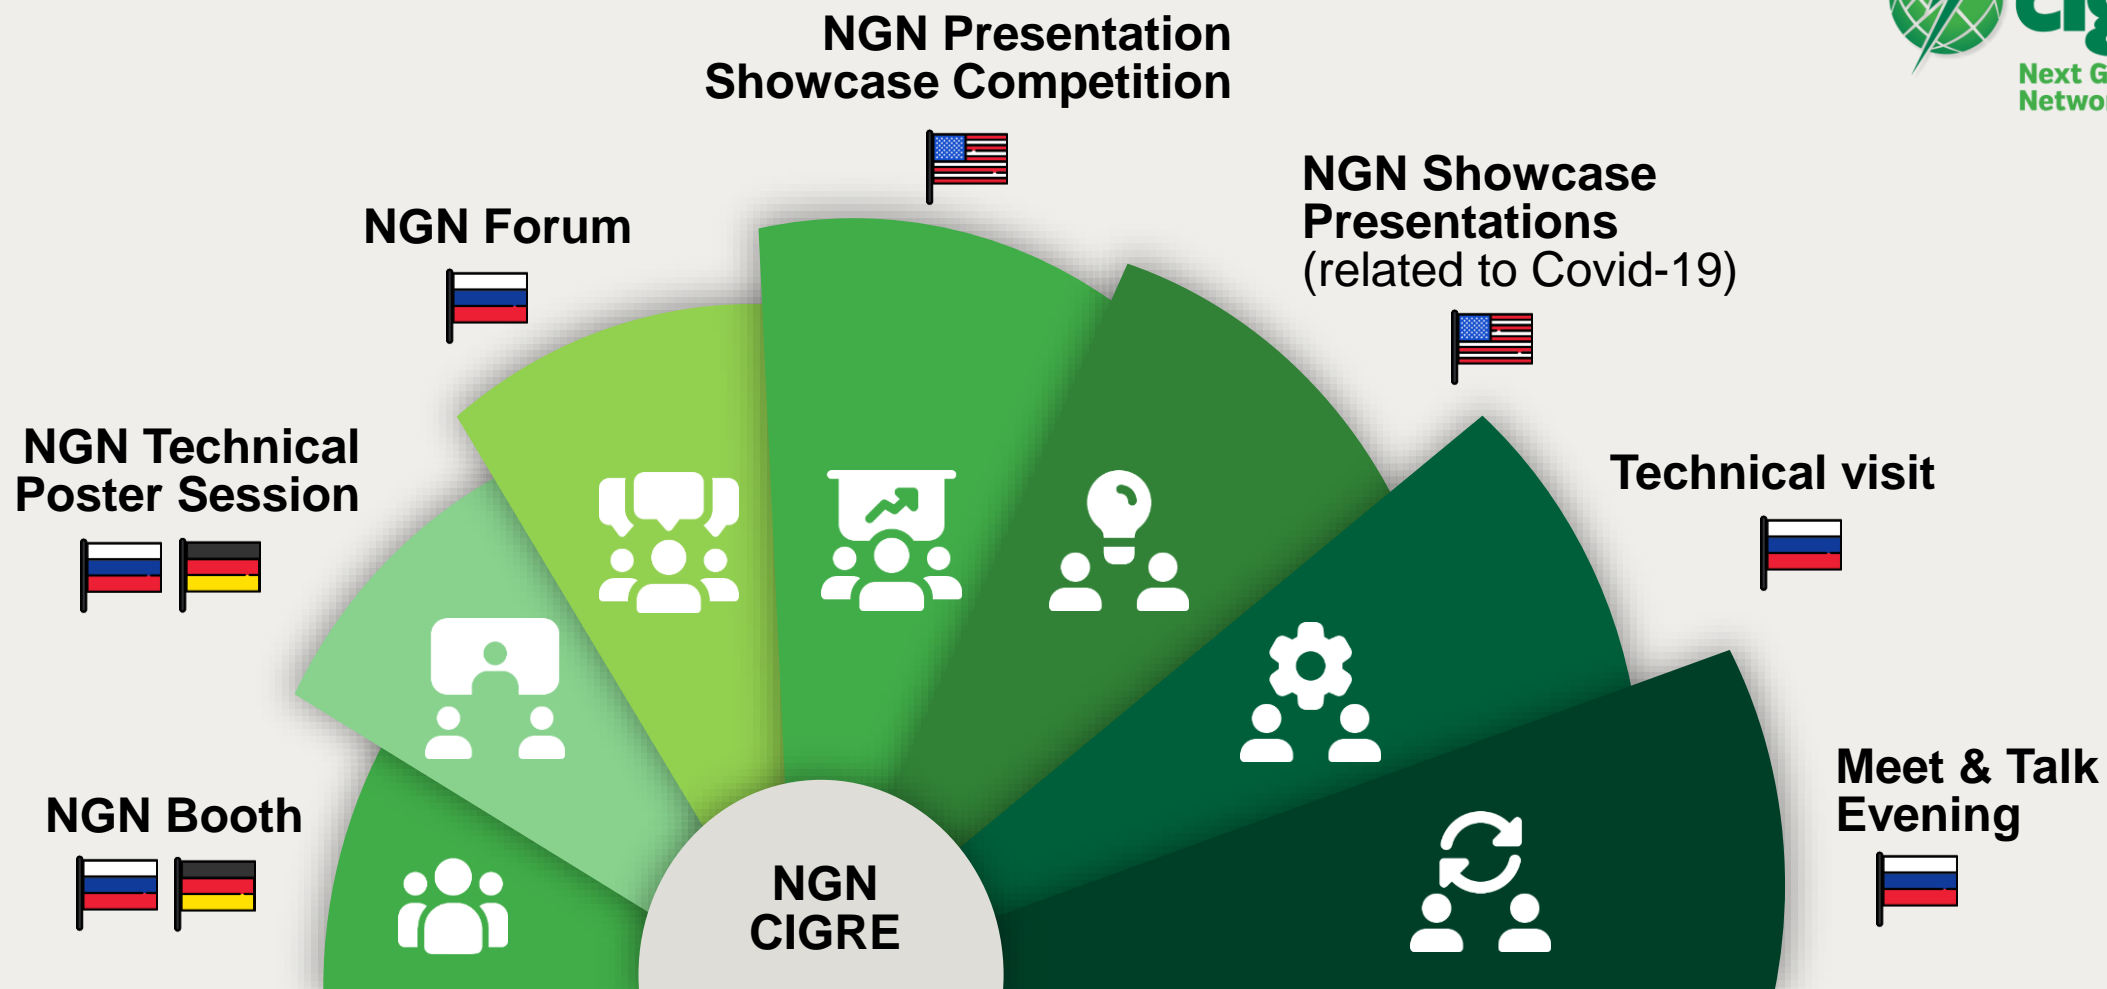 NGN Presentation
Showcase Competition
NGN Showcase
Presentations
(related to Covid-19)
NGN Forum
NGN Technical
Poster Session
Technical visit
NGN Booth
Meet & Talk
Evening
NGN
CIGRE
Next